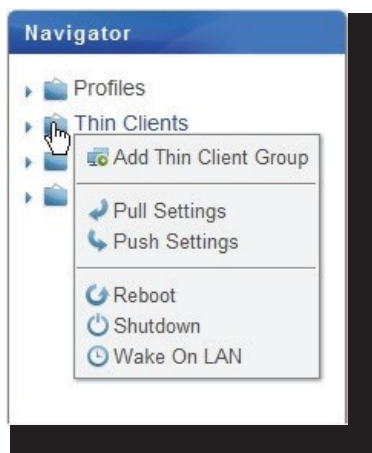 Navigator
Profiles
Thin Clients
Add Thin Client Group
Pull Settings
Push Settings
Reboot
Shutdown
Wake On LAN